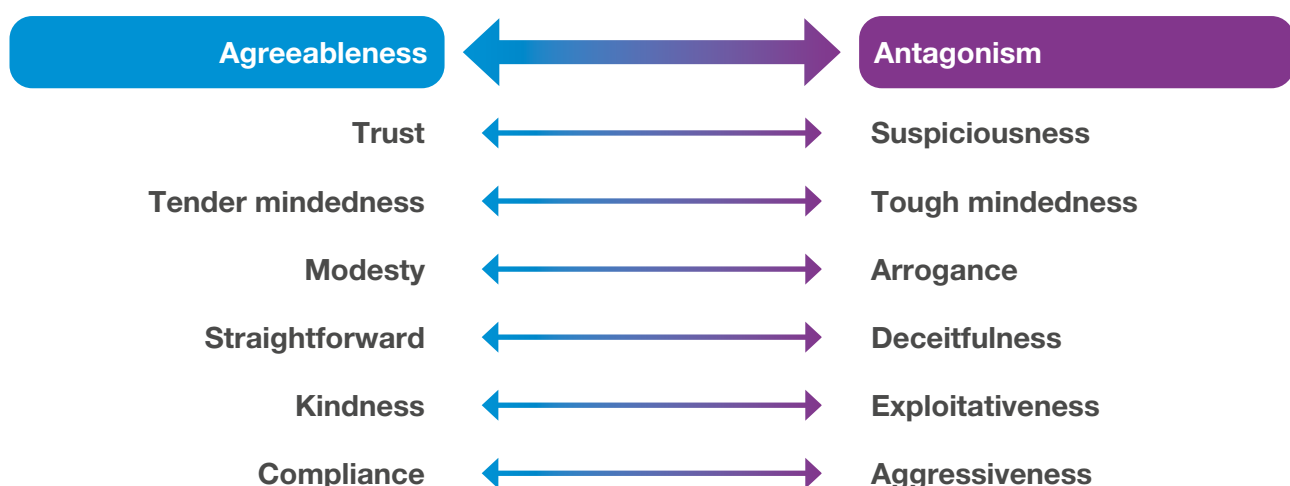 Agreeableness Antagonism
Trust Suspiciousness
Tender mindedness Tough mindedness
Modesty Arrogance
Straightforward Deceitfulness
Kindness Exploitativeness
Compliance Aggressiveness